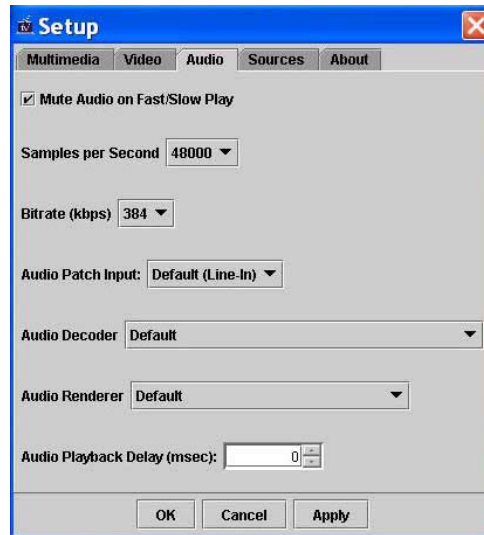 Setup
Multimedia Video Audio Sources About
Mute Audio on Fast/Slow Play
Samples per Second 48000
Bitrate (kbps) 384
Audio Patch Input: Default (Line-In)
Audio Decoder Default
Audio Renderer Default
Audio Playback Delay (msec): 0
OK Cancel Apply